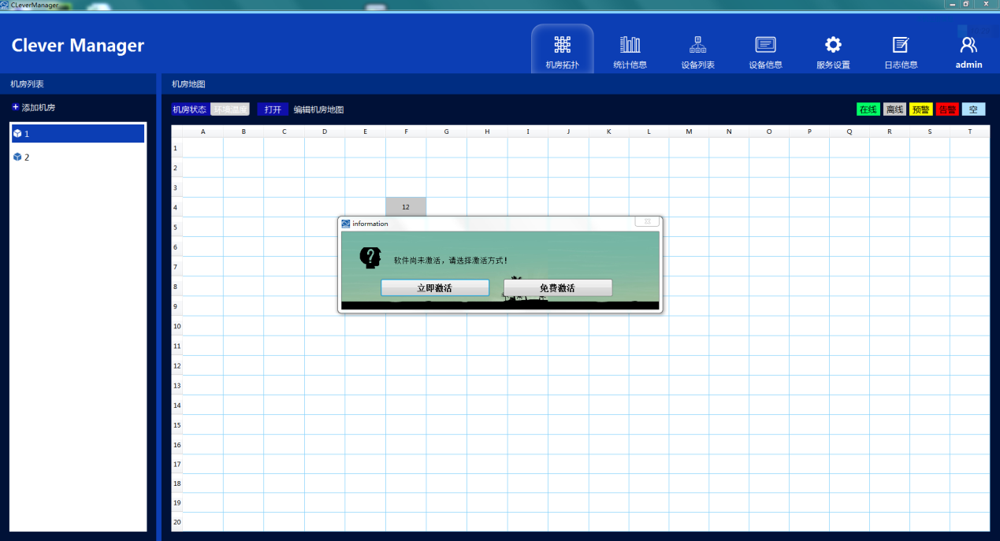 CLeverManager
Clever Manager
机房拓扑 统计信息 设备列表 设备信息 服务设置 日志信息 admin
机房列表
机房地图
添加机房
机房状态 环境温度 打开 编辑机房地图
在线 离线 预警 告警 空
1
2
A B C D E F G H I J K L M N O P Q R S T
1
2
3
4 12
5
6
7
8
9
10
11
12
13
14
15
16
17
18
19
20
information
软件尚未激活，请选择激活方式！
立即激活 免费激活